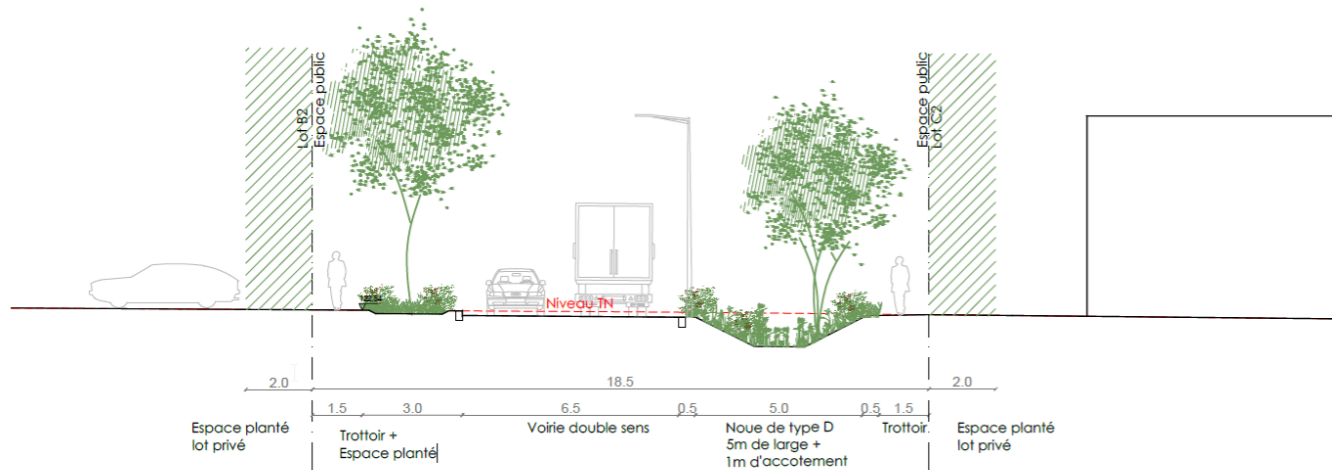 Lot B2
Espace public
Espace public
Lot C2
Niveau TN
2.0
18.5
2.0
1.5
3.0
6.5
0.5
5.0
0.5
1.5
Espace planté
lot privé
Trottoir +
Espace planté
Voirie double sens
Noue de type D
5m de large +
1m d'accotement
Trottoir
Espace planté
lot privé